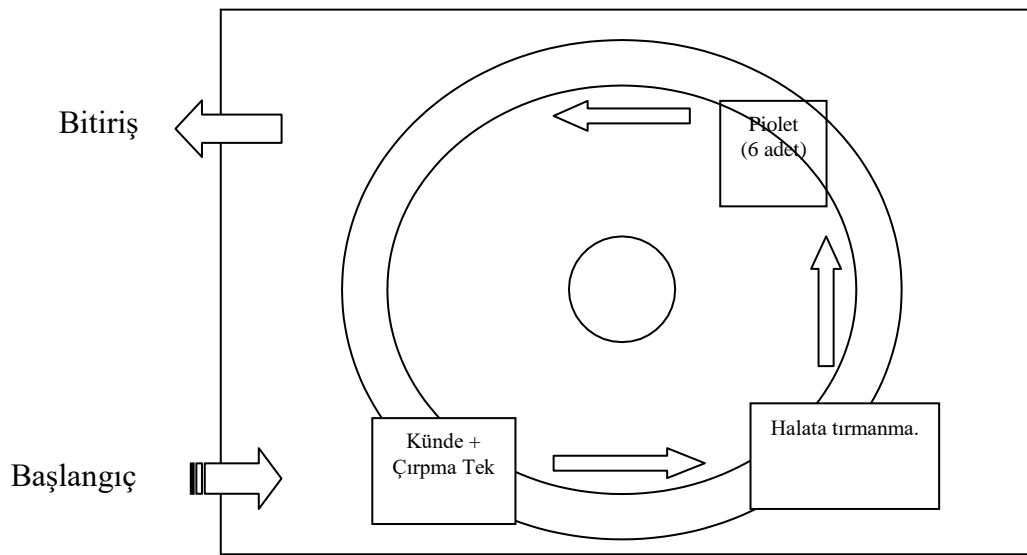 Bitiriş
Piolet
(6 adet)
Künde +
Çırpma Tek
Halata tırmanma.
Başlangıç